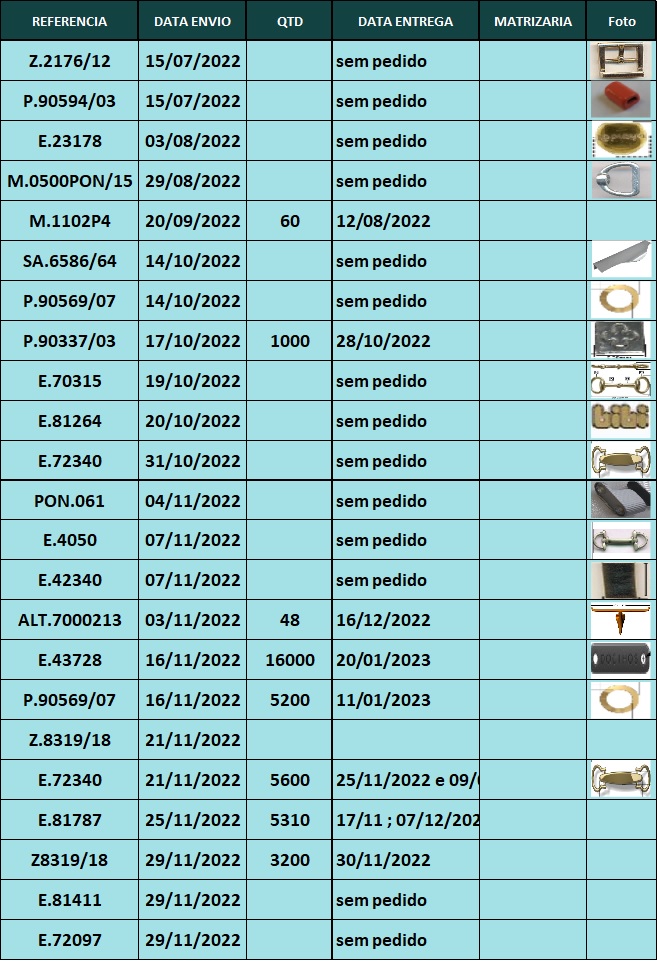 REFERENCIA DATA ENVIO QTD DATA ENTREGA MATRIZARIA Foto
Z.2176/12 15/07/2022 sem pedido
P.90594/03 15/07/2022 sem pedido
E.23178 03/08/2022 sem pedido
M.0500PON/15 29/08/2022 sem pedido
M.1102P4 20/09/2022 60 12/08/2022
SA.6586/64 14/10/2022 sem pedido
P.90569/07 14/10/2022 sem pedido
P.90337/03 17/10/2022 1000 28/10/2022
E.70315 19/10/2022 sem pedido
E.81264 20/10/2022 sem pedido bibi
E.72340 31/10/2022 sem pedido
PON.061 04/11/2022 sem pedido
E.4050 07/11/2022 sem pedido
E.42340 07/11/2022 sem pedido
ALT.7000213 03/11/2022 48 16/12/2022
E.43728 16/11/2022 16000 20/01/2023
P.90569/07 16/11/2022 5200 11/01/2023
Z.8319/18 21/11/2022
E.72340 21/11/2022 5600 25/11/2022 e 09/
E.81787 25/11/2022 5310 17/11 ; 07/12/202
Z8319/18 29/11/2022 3200 30/11/2022
E.81411 29/11/2022 sem pedido
E.72097 29/11/2022 sem pedido